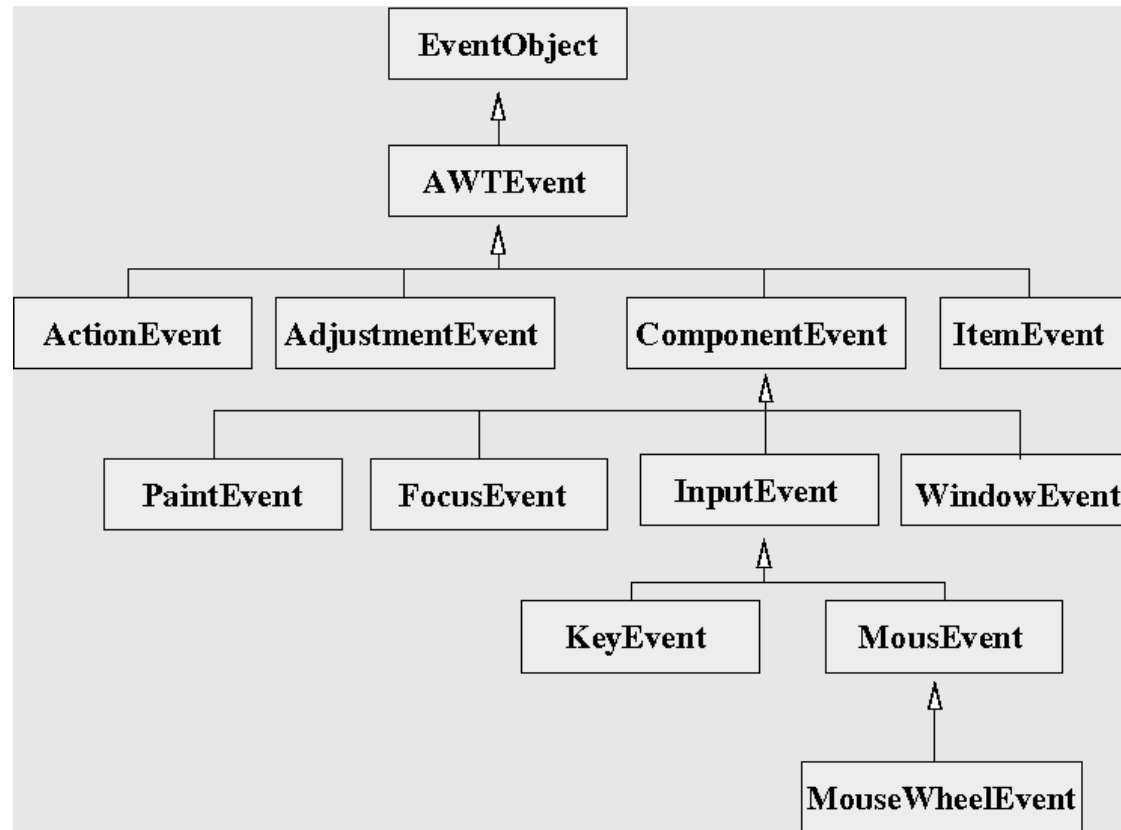 EventObject
AWTEvent
ActionEvent
AdjustmentEvent
ComponentEvent
ItemEvent
PaintEvent
FocusEvent
InputEvent
WindowEvent
KeyEvent
MousEvent
MouseWheelEvent